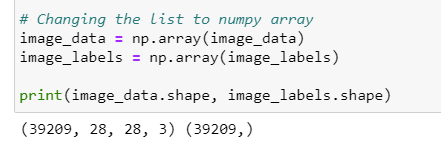 # Changing the list to numpy array
image_data = np.array(image_data)
image_labels = np.array(image_labels)
print(image_data.shape, image_labels.shape)
(39209, 28, 28, 3) (39209,)